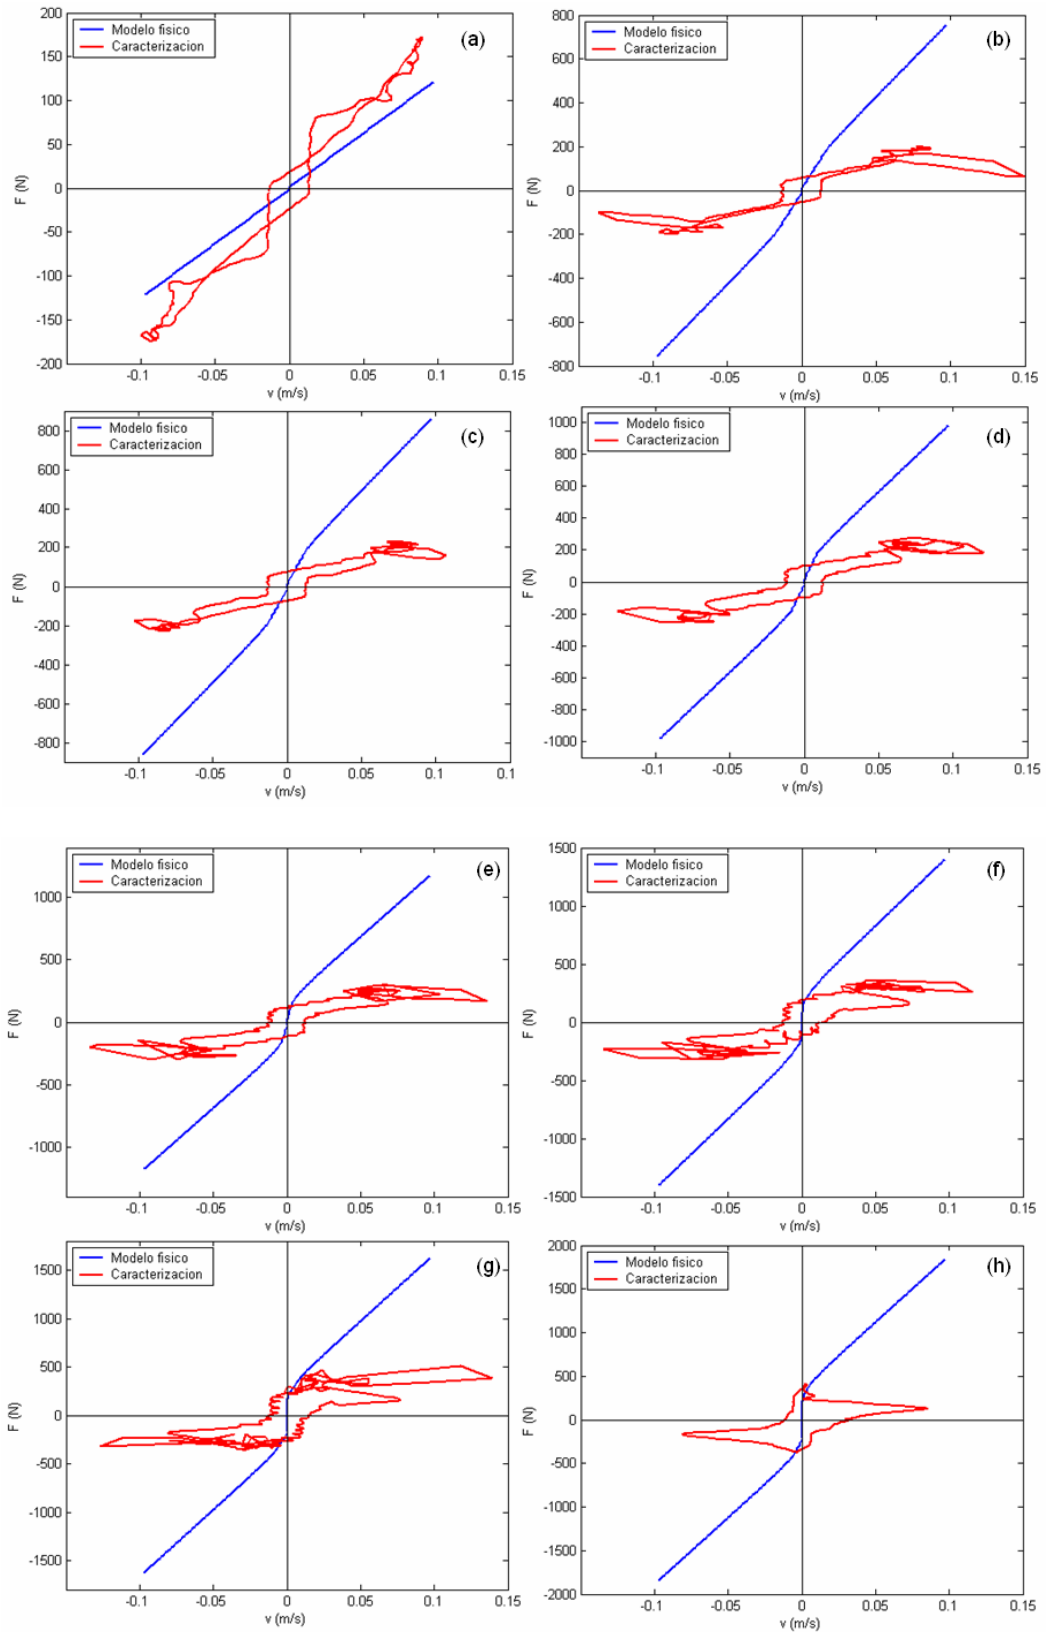 200
150
100
50
0
-50
-100
-150
-200
F (N)
-0.1
-0.05
0
0.05
0.1
0.15
v (m/s)
Modelo fisico
Caracterizacion
(a)
800
600
400
200
0
-200
-400
-600
-800
F (N)
-0.1
-0.05
0
0.05
0.1
0.15
v (m/s)
Modelo fisico
Caracterizacion
(b)
800
600
400
200
0
-200
-400
-600
-800
F (N)
-0.1
-0.05
0
0.05
0.1
0.1
v (m/s)
Modelo fisico
Caracterizacion
(c)
1000
800
600
400
200
0
-200
-400
-600
-800
-1000
F (N)
-0.1
-0.05
0
0.05
0.1
0.15
v (m/s)
Modelo fisico
Caracterizacion
(d)
1000
500
0
-500
-1000
F (N)
-0.1
-0.05
0
0.05
0.1
0.15
v (m/s)
Modelo fisico
Caracterizacion
(e)
1500
1000
500
0
-500
-1000
-1500
F (N)
-0.1
-0.05
0
0.05
0.1
0.15
v (m/s)
Modelo fisico
Caracterizacion
(f)
1500
1000
500
0
-500
-1000
-1500
F (N)
-0.1
-0.05
0
0.05
0.1
0.15
v (m/s)
Modelo fisico
Caracterizacion
(g)
2000
1500
1000
500
0
-500
-1000
-1500
-2000
F (N)
-0.1
-0.05
0
0.05
0.1
0.15
v (m/s)
Modelo fisico
Caracterizacion
(h)